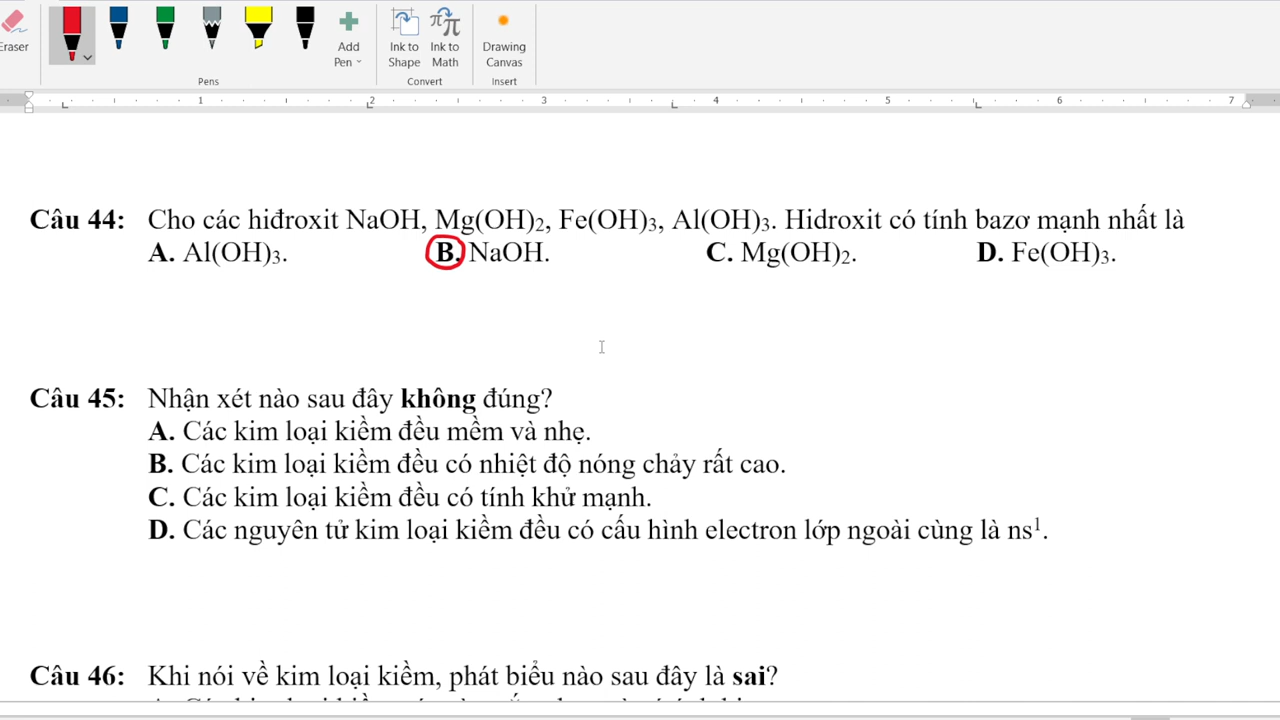 Eraser
Add Pen
Ink to Shape
Ink to Math
Drawing Canvas
Pens
Convert
Insert
1 2 3 4 5 6 7
Câu 44: Cho các hiđroxit NaOH, Mg(OH)₂, Fe(OH)₃, Al(OH)₃. Hidroxit có tính bazơ mạnh nhất là
A. Al(OH)₃. B. NaOH. C. Mg(OH)₂. D. Fe(OH)₃.
Câu 45: Nhận xét nào sau đây không đúng?
A. Các kim loại kiềm đều mềm và nhẹ.
B. Các kim loại kiềm đều có nhiệt độ nóng chảy rất cao.
C. Các kim loại kiềm đều có tính khử mạnh.
D. Các nguyên tử kim loại kiềm đều có cấu hình electron lớp ngoài cùng là ns¹.
Câu 46: Khi nói về kim loại kiềm, phát biểu nào sau đây là sai?